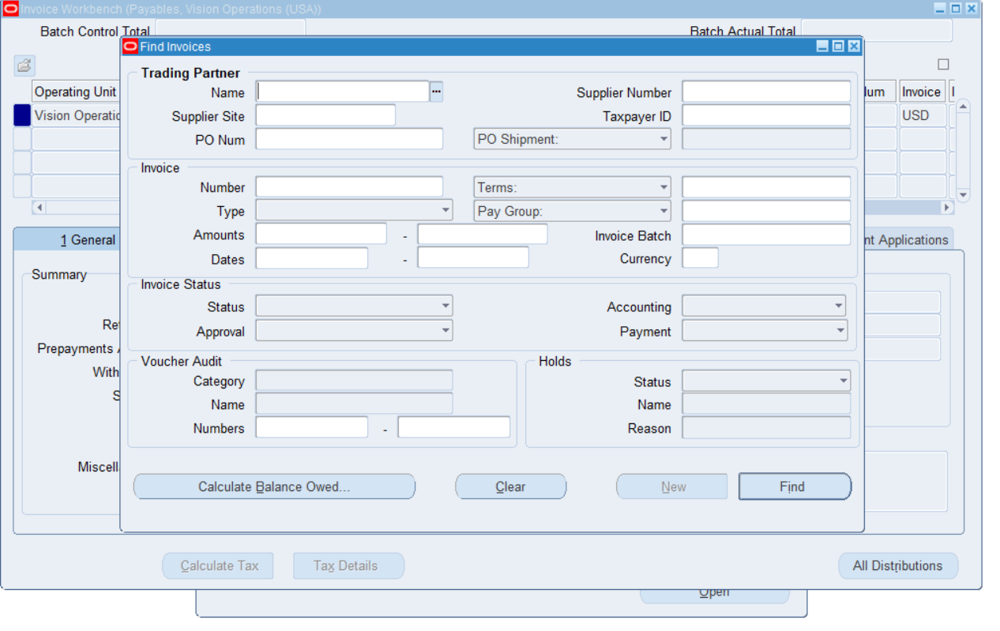 Invoice Workbench (Payables, Vision Operations (USA))
Batch Control Total
Batch Actual Total
Find Invoices
Trading Partner
Name
Supplier Number
Supplier Site
Taxpayer ID
PO Num
PO Shipment:
Operating Unit
Invoice
Vision Operatio
USD
Invoice
Number
Terms:
Type
Pay Group:
Amounts
-
Invoice Batch
Dates
-
Currency
1 General
nt Applications
Summary
Invoice Status
Status
Accounting
Approval
Payment
Ret
Prepayments A
With
S
Miscella
Voucher Audit
Category
Name
Numbers
-
Holds
Status
Name
Reason
Calculate Balance Owed...
Clear
New
Find
Calculate Tax
Tax Details
All Distributions
Open